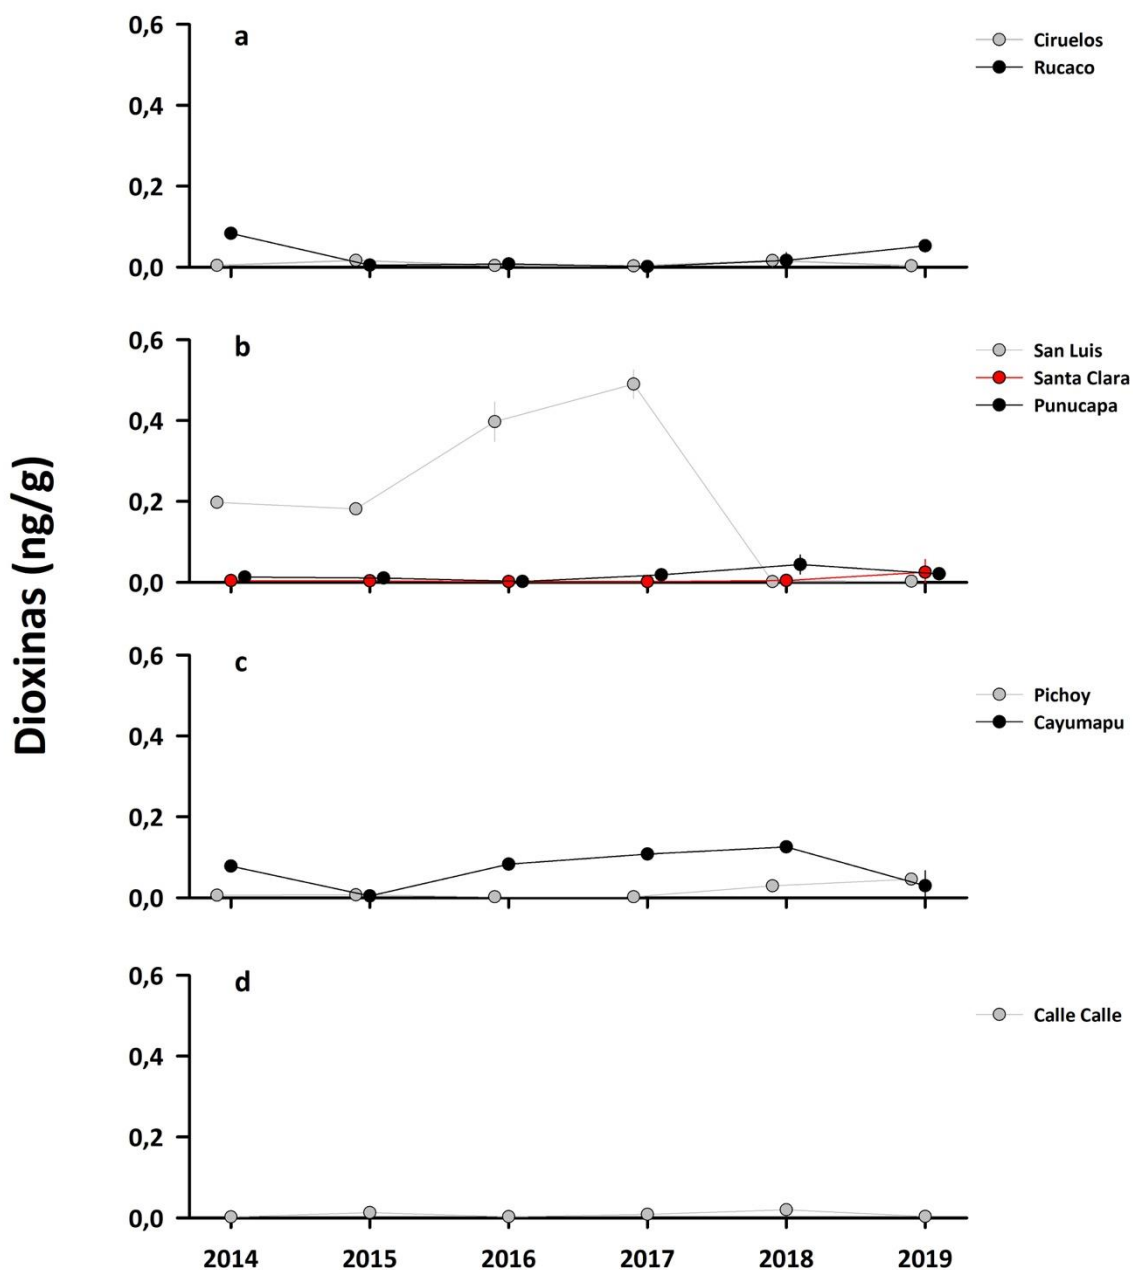 Dioxinas (ng/g)
a
0,6
0,4
0,2
0,0
Ciruelos
Rucaco
b
0,6
0,4
0,2
0,0
San Luis
Santa Clara
Punucapa
c
0,6
0,4
0,2
0,0
Pichoy
Cayumapu
d
0,6
0,4
0,2
0,0
Calle Calle
2014 2015 2016 2017 2018 2019